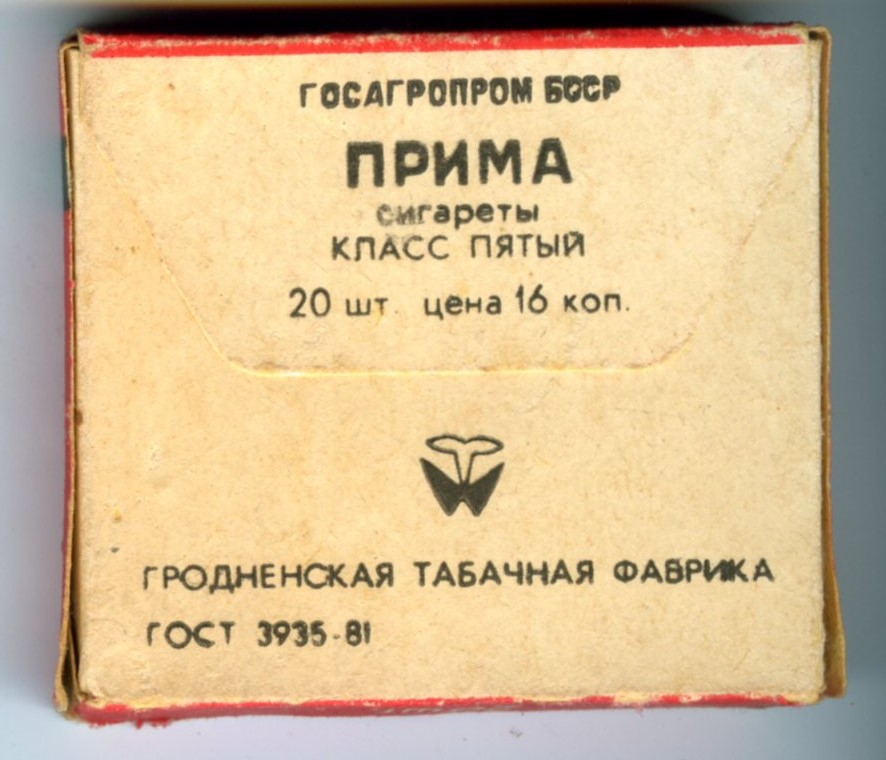 ГОСАГРОПРОМ БССР
ПРИМА
сигареты
КЛАСС ПЯТЫЙ
20 шт. цена 16 коп.
ГРОДНЕНСКАЯ ТАБАЧНАЯ ФАБРИКА
ГОСТ 3935-81